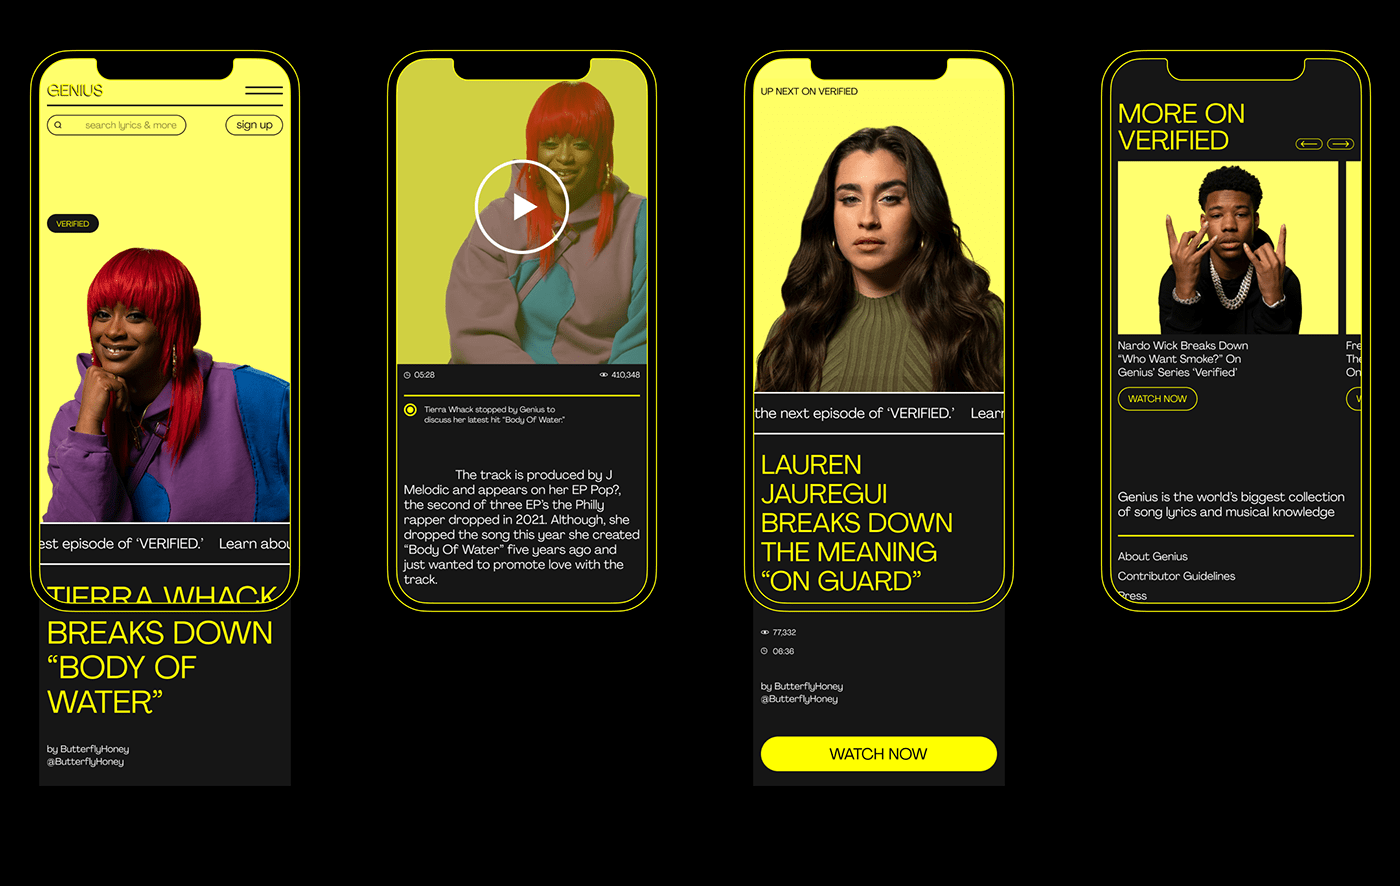 GENIUS
search lyrics & more
sign up
VERIFIED
est episode of ‘VERIFIED.’ Learn abou
TIERRA WHACK
BREAKS DOWN
“BODY OF
WATER”
by ButterflyHoney
@ButterflyHoney
05:28
410,348
Tierra Whack stopped by Genius to
discuss her latest hit “Body Of Water.”
The track is produced by J
Melodic and appears on her EP Pop?,
the second of three EP’s the Philly
rapper dropped in 2021. Although, she
dropped the song this year she created
“Body Of Water” five years ago and
just wanted to promote love with the
track.
UP NEXT ON VERIFIED
the next episode of ‘VERIFIED.’ Learn
LAUREN
JAUREGUI
BREAKS DOWN
THE MEANING
“ON GUARD”
77,332
06:36
by ButterflyHoney
@ButterflyHoney
WATCH NOW
MORE ON
VERIFIED
Nardo Wick Breaks Down
“Who Want Smoke?” On
Genius’ Series ‘Verified’
WATCH NOW
Fre
The
On
Genius is the world’s biggest collection
of song lyrics and musical knowledge
About Genius
Contributor Guidelines
Press